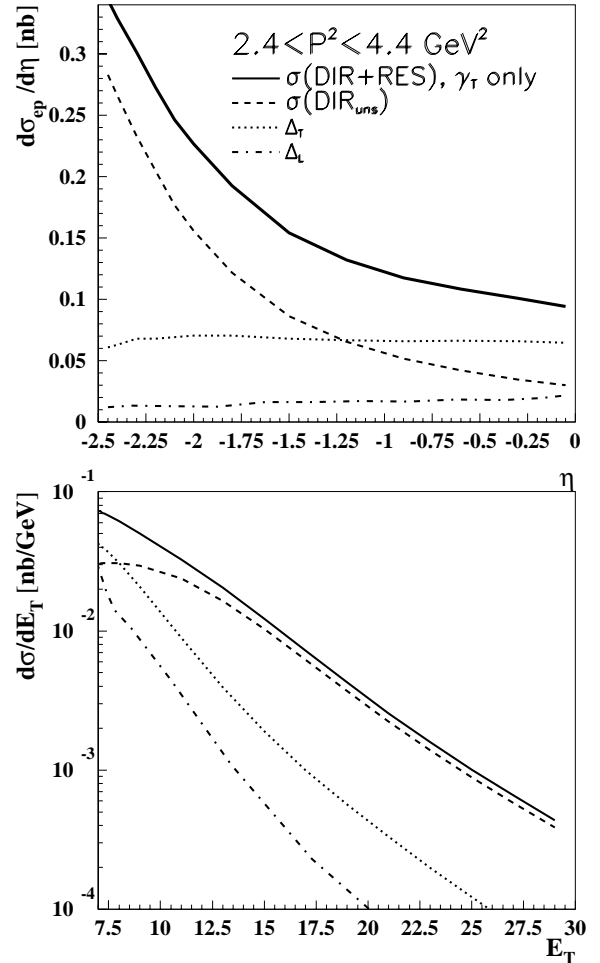 dσ_ep/dη [nb]
2.4<P²<4.4 GeV²
σ(DIR+RES), γ_T only
σ(DIR_uns)
Δ_T
Δ_L
0.3
0.25
0.2
0.15
0.1
0.05
0
-2.5 -2.25 -2 -1.75 -1.5 -1.25 -1 -0.75 -0.5 -0.25 0
η
dσ/dE_T [nb/GeV]
10⁻¹
10⁻²
10⁻³
10⁻⁴
7.5 10 12.5 15 17.5 20 22.5 25 27.5 30
E_T